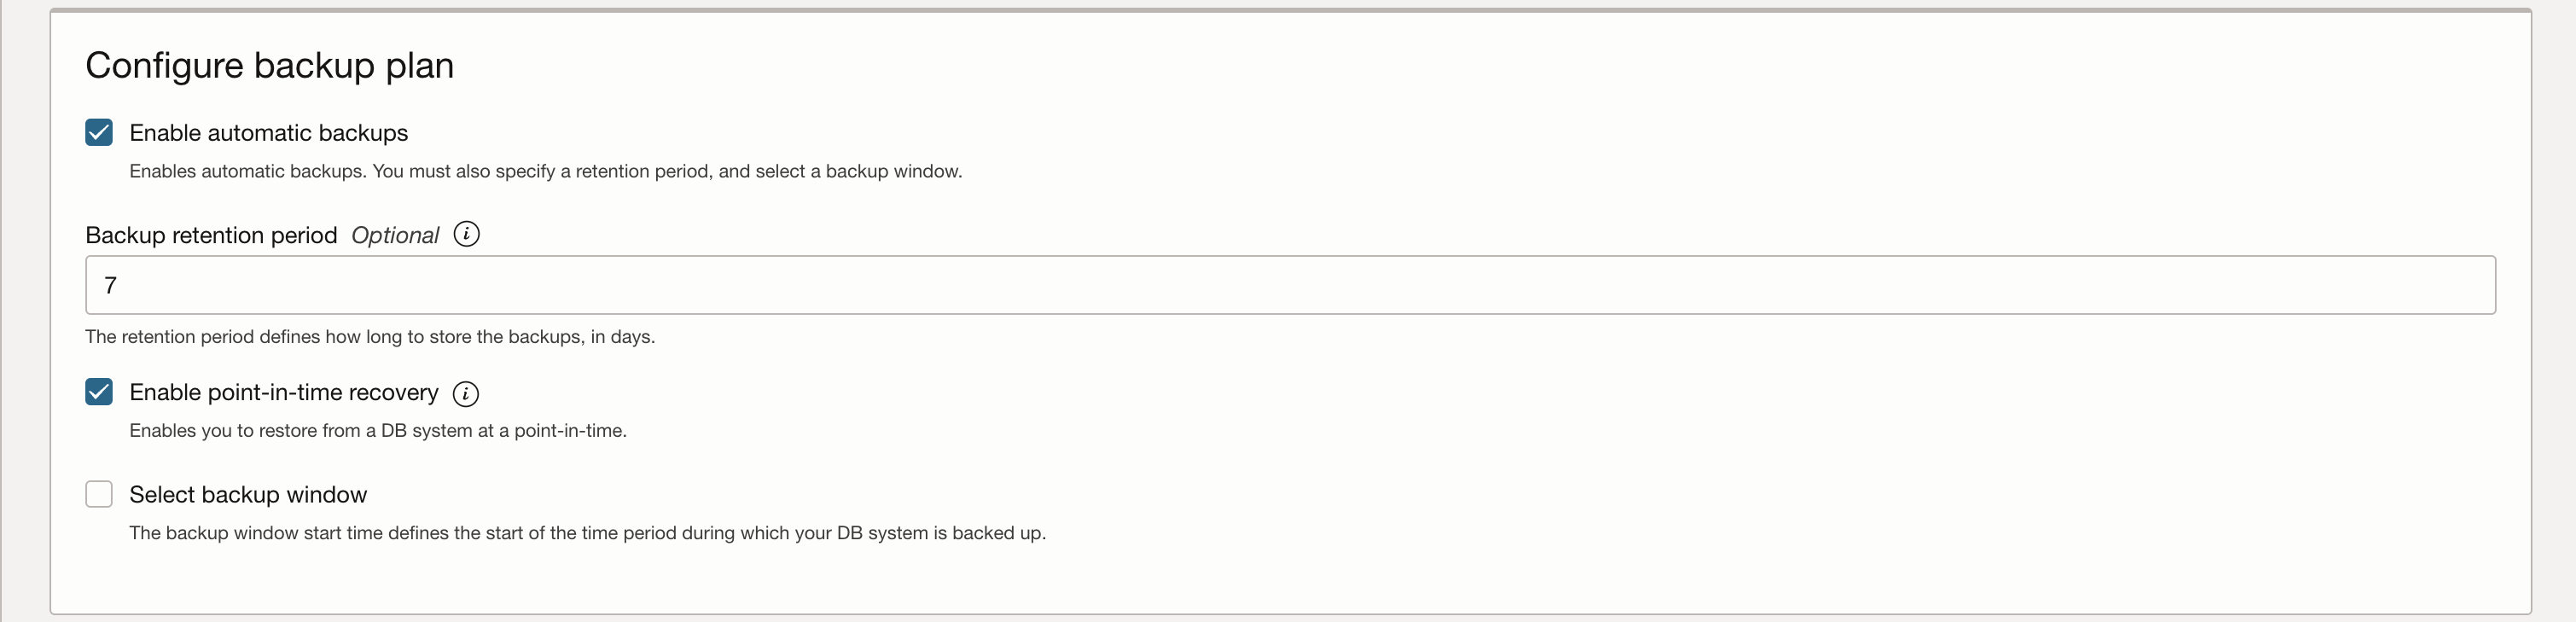 Configure backup plan
Enable automatic backups
Enables automatic backups. You must also specify a retention period, and select a backup window.
Backup retention period Optional i
7
The retention period defines how long to store the backups, in days.
Enable point-in-time recovery i
Enables you to restore from a DB system at a point-in-time.
Select backup window
The backup window start time defines the start of the time period during which your DB system is backed up.